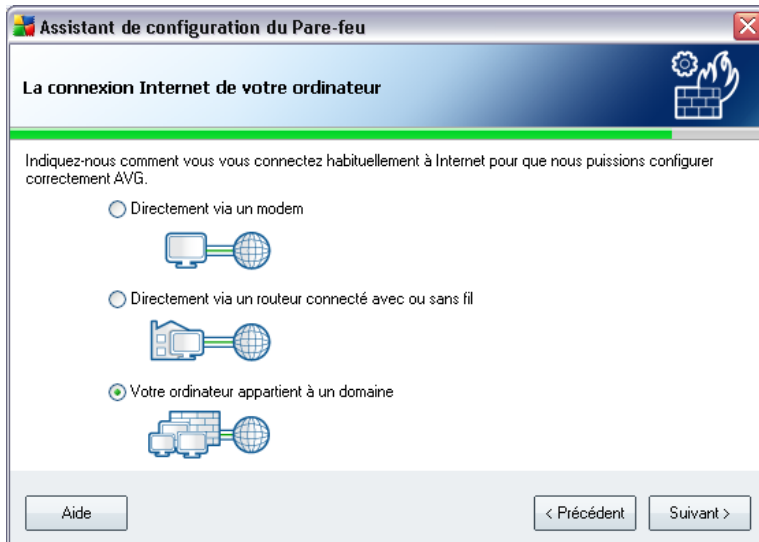 Assistant de configuration du Pare-feu
La connexion Internet de votre ordinateur
Indiquez-nous comment vous vous connectez habituellement à Internet pour que nous puissions configurer
correctement AVG.
Directement via un modem
Directement via un routeur connecté avec ou sans fil
Votre ordinateur appartient à un domaine
Aide
< Précédent
Suivant >